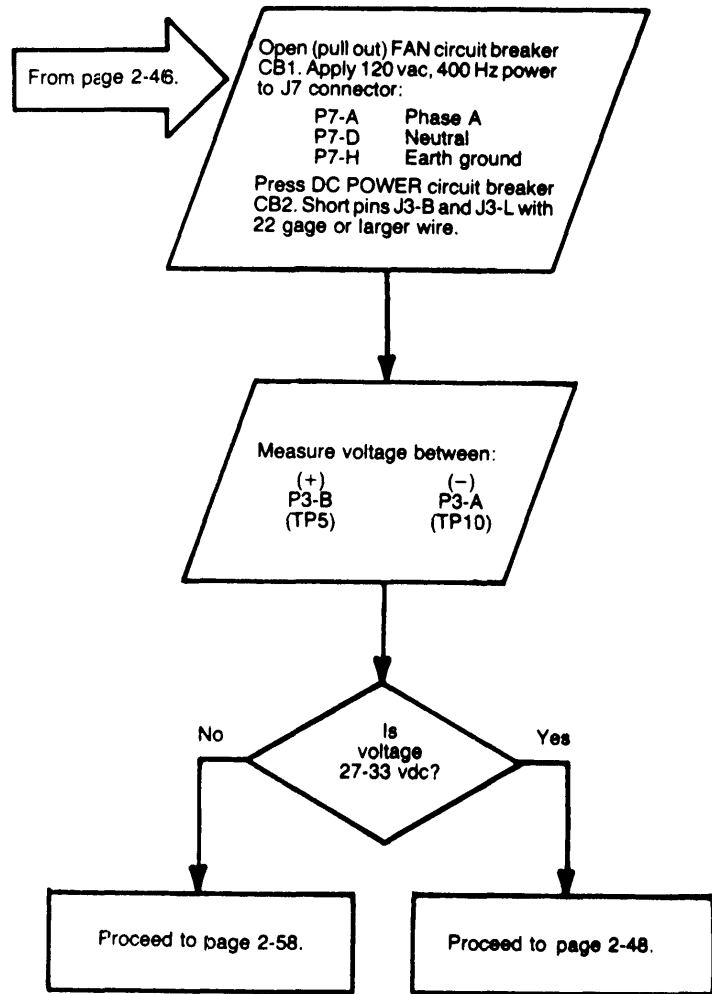 From page 2-46.
Open (pull out) FAN circuit breaker
CB1. Apply 120 vac, 400 Hz power
to J7 connector:
P7-A Phase A
P7-D Neutral
P7-H Earth ground
Press DC POWER circuit breaker
CB2. Short pins J3-B and J3-L with
22 gage or larger wire.
Measure voltage between:
(+) (−)
P3-B P3-A
(TP5) (TP10)
Is
voltage
27-33 vdc?
No
Yes
Proceed to page 2-58.
Proceed to page 2-48.